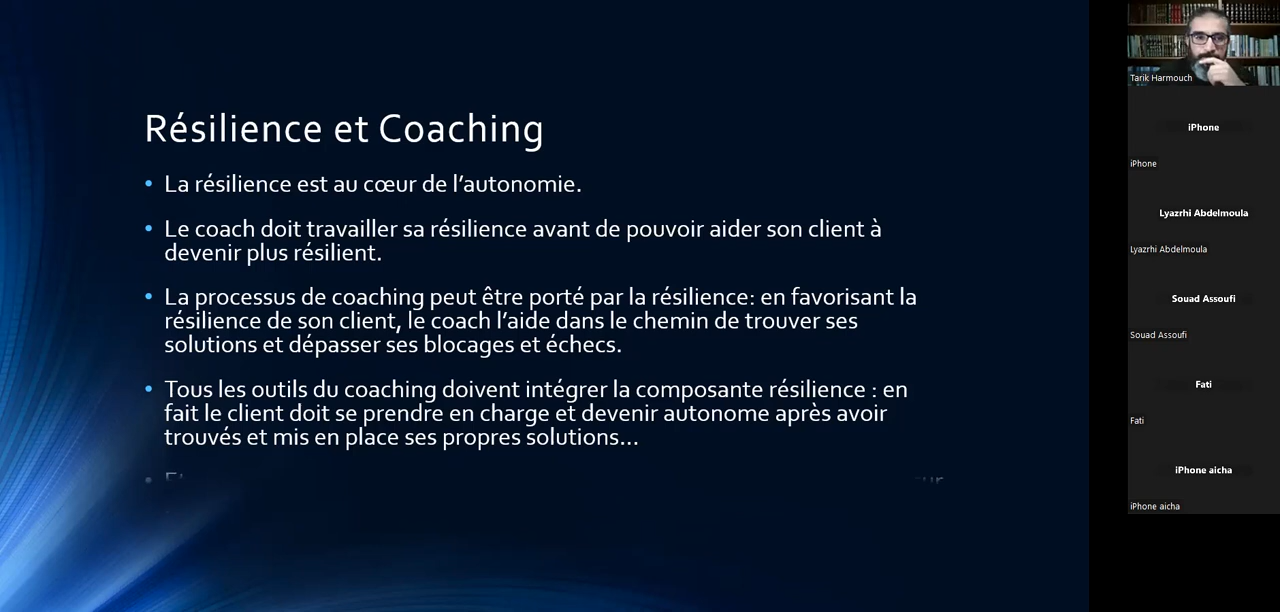 Résilience et Coaching
• La résilience est au cœur de l’autonomie.
• Le coach doit travailler sa résilience avant de pouvoir aider son client à
devenir plus résilient.
• La processus de coaching peut être porté par la résilience: en favorisant la
résilience de son client, le coach l’aide dans le chemin de trouver ses
solutions et dépasser ses blocages et échecs.
• Tous les outils du coaching doivent intégrer la composante résilience : en
fait le client doit se prendre en charge et devenir autonome après avoir
trouvés et mis en place ses propres solutions...
Tarik Harmouch
iPhone
iPhone
Lyazrhi Abdelmoula
Lyazrhi Abdelmoula
Souad Assoufi
Souad Assoufi
Fati
Fati
iPhone aicha
iPhone aicha